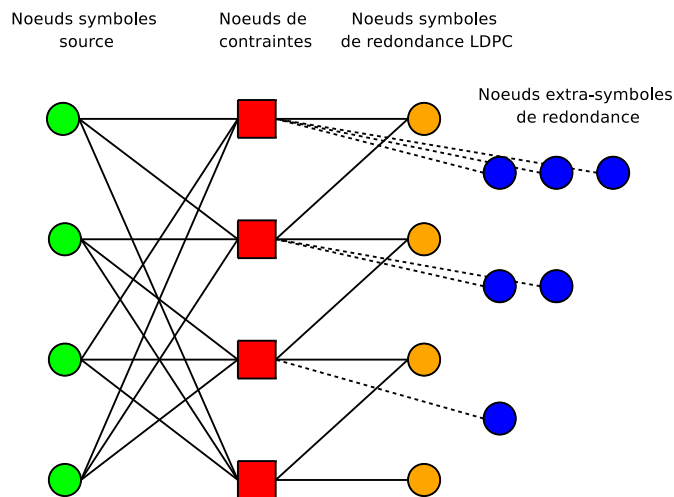 Noeuds symboles
source
Noeuds de
contraintes
Noeuds symboles
de redondance LDPC
Noeuds extra-symboles
de redondance